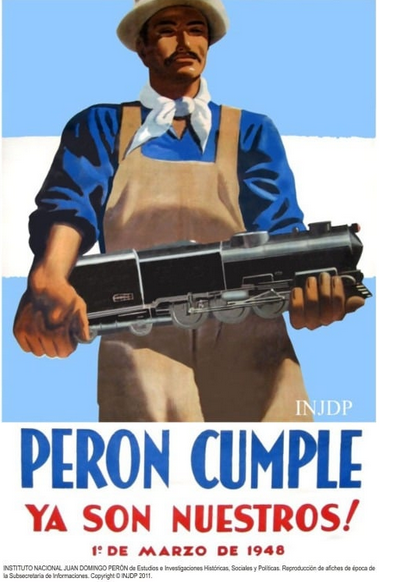 INJDP
PERON CUMPLE
YA SON NUESTROS!
1º DE MARZO DE 1948
INSTITUTO NACIONAL JUAN DOMINGO PERÓN de Estudios e Investigaciones Históricas, Sociales y Políticas. Reproducción de afiches de época de
la Subsecretaría de Informaciones. Copyright © INJDP 2011.